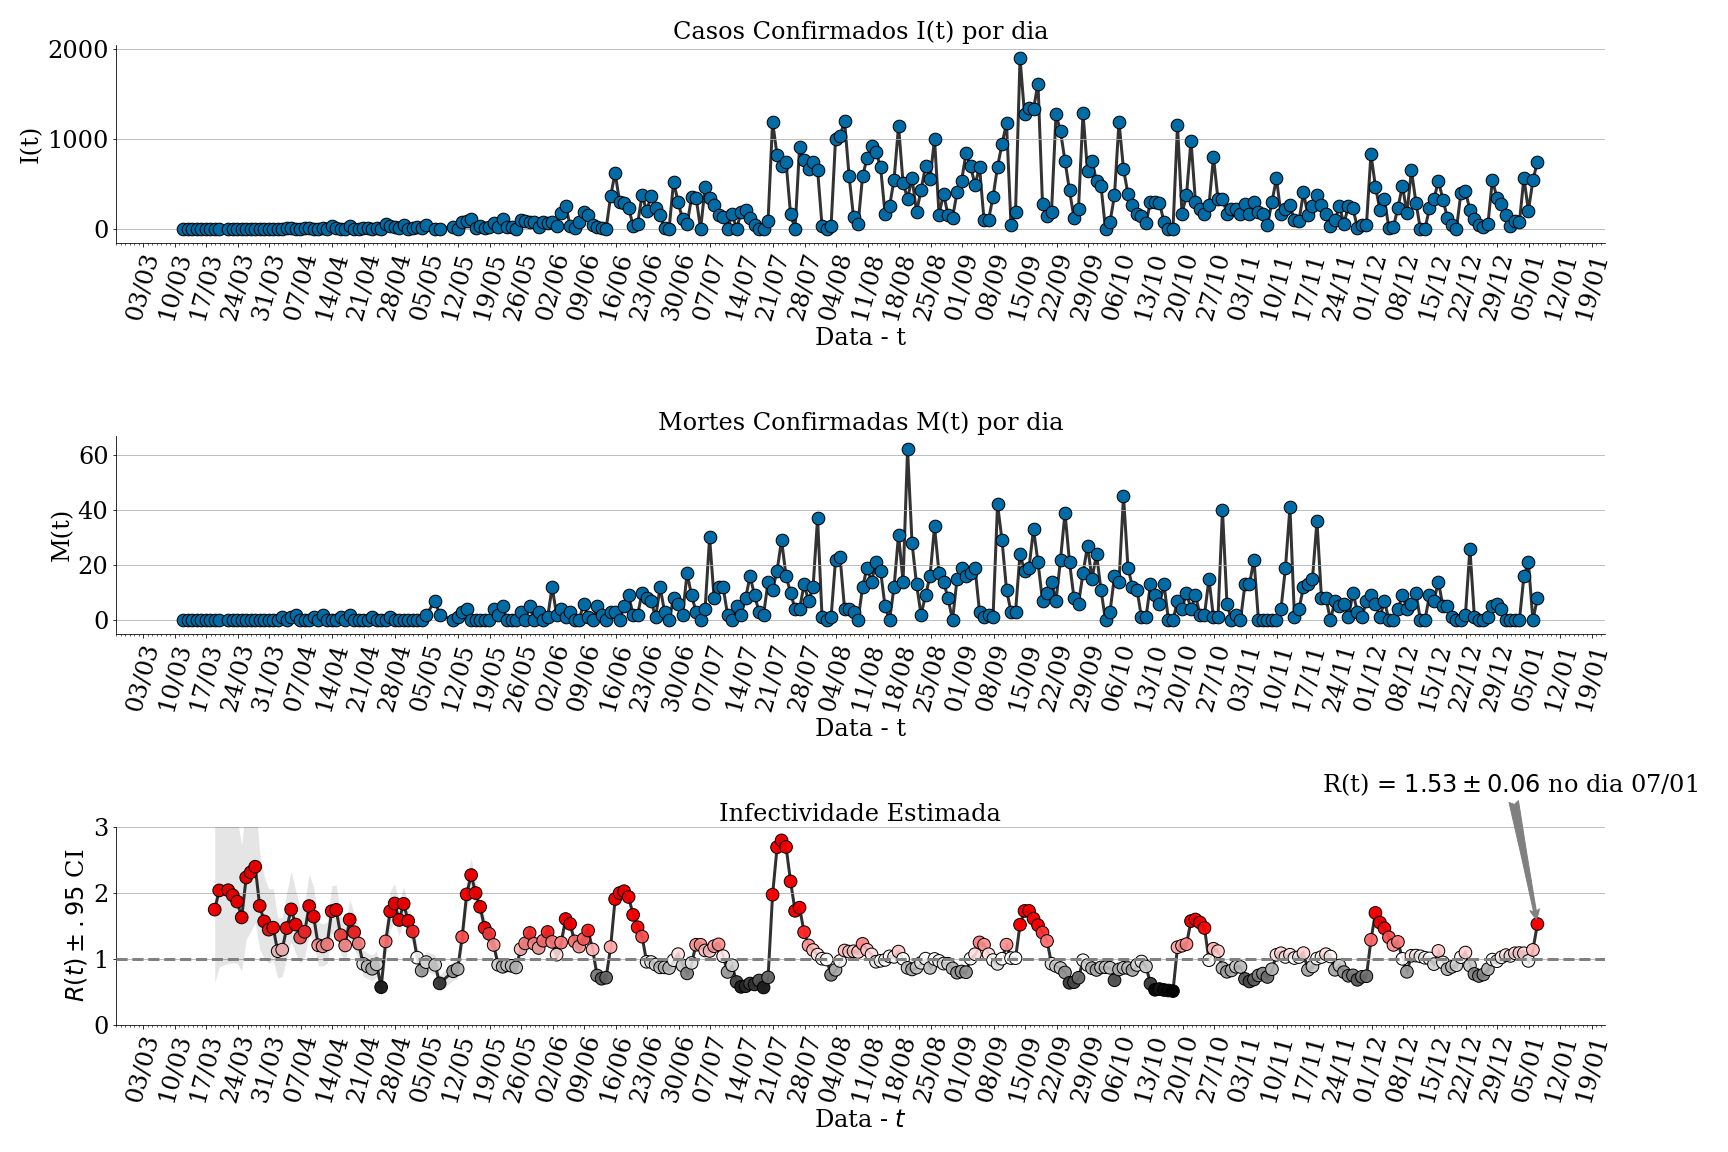 Casos Confirmados I(t) por dia
2000
1000
0
I(t)
03/03 10/03 17/03 24/03 31/03 07/04 14/04 21/04 28/04 05/05 12/05 19/05 26/05 02/06 09/06 16/06 23/06 30/06 07/07 14/07 21/07 28/07 04/08 11/08 18/08 25/08 01/09 08/09 15/09 22/09 29/09 06/10 13/10 20/10 27/10 03/11 10/11 17/11 24/11 01/12 08/12 15/12 22/12 29/12 05/01 12/01 19/01
Data - t
Mortes Confirmadas M(t) por dia
60
40
20
0
M(t)
03/03 10/03 17/03 24/03 31/03 07/04 14/04 21/04 28/04 05/05 12/05 19/05 26/05 02/06 09/06 16/06 23/06 30/06 07/07 14/07 21/07 28/07 04/08 11/08 18/08 25/08 01/09 08/09 15/09 22/09 29/09 06/10 13/10 20/10 27/10 03/11 10/11 17/11 24/11 01/12 08/12 15/12 22/12 29/12 05/01 12/01 19/01
Data - t
R(t) = 1.53 ± 0.06 no dia 07/01
Infectividade Estimada
3
2
1
0
R(t) ± .95 CI
03/03 10/03 17/03 24/03 31/03 07/04 14/04 21/04 28/04 05/05 12/05 19/05 26/05 02/06 09/06 16/06 23/06 30/06 07/07 14/07 21/07 28/07 04/08 11/08 18/08 25/08 01/09 08/09 15/09 22/09 29/09 06/10 13/10 20/10 27/10 03/11 10/11 17/11 24/11 01/12 08/12 15/12 22/12 29/12 05/01 12/01 19/01
Data - t